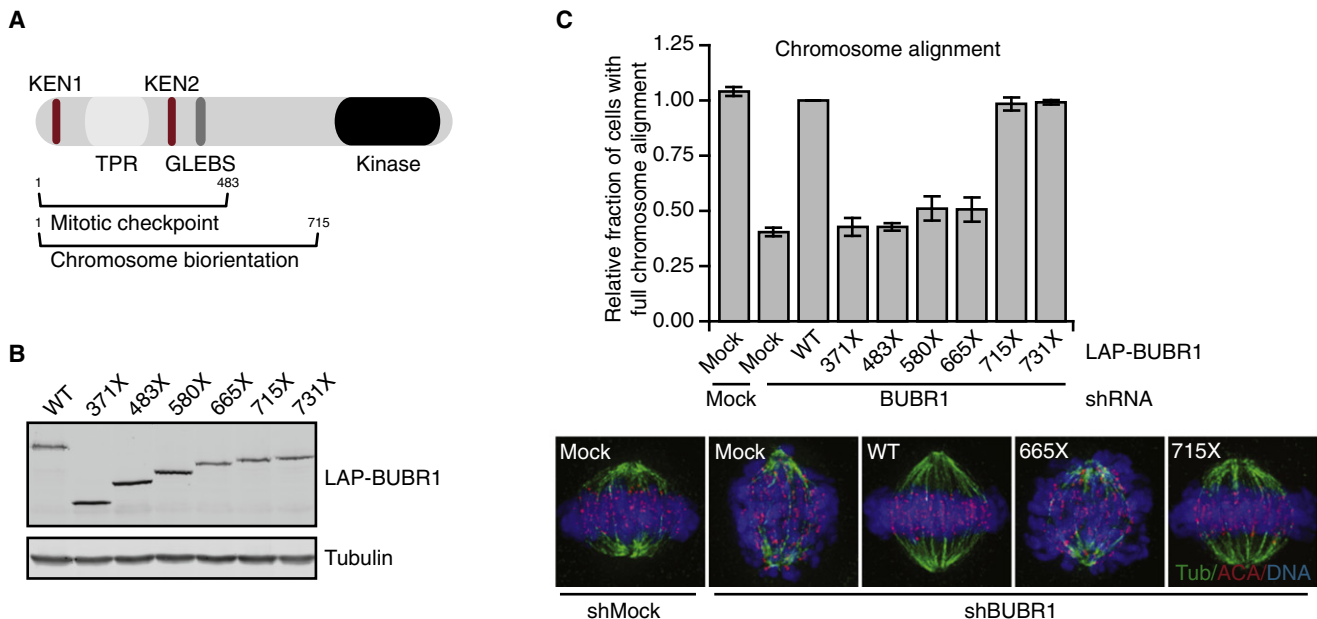 A
KEN1
KEN2
TPR
GLEBS
Kinase
1
483
Mitotic checkpoint
1
715
Chromosome biorientation
B
WT
371X
483X
580X
665X
715X
731X
LAP-BUBR1
Tubulin
C
Chromosome alignment
Relative fraction of cells with
full chromosome alignment
1.25
1.00
0.75
0.50
0.25
0.00
Mock
Mock
WT
371X
483X
580X
665X
715X
731X
LAP-BUBR1
Mock
BUBR1
shRNA
Mock
Mock
WT
665X
715X
Tub/ACA/DNA
shMock
shBUBR1